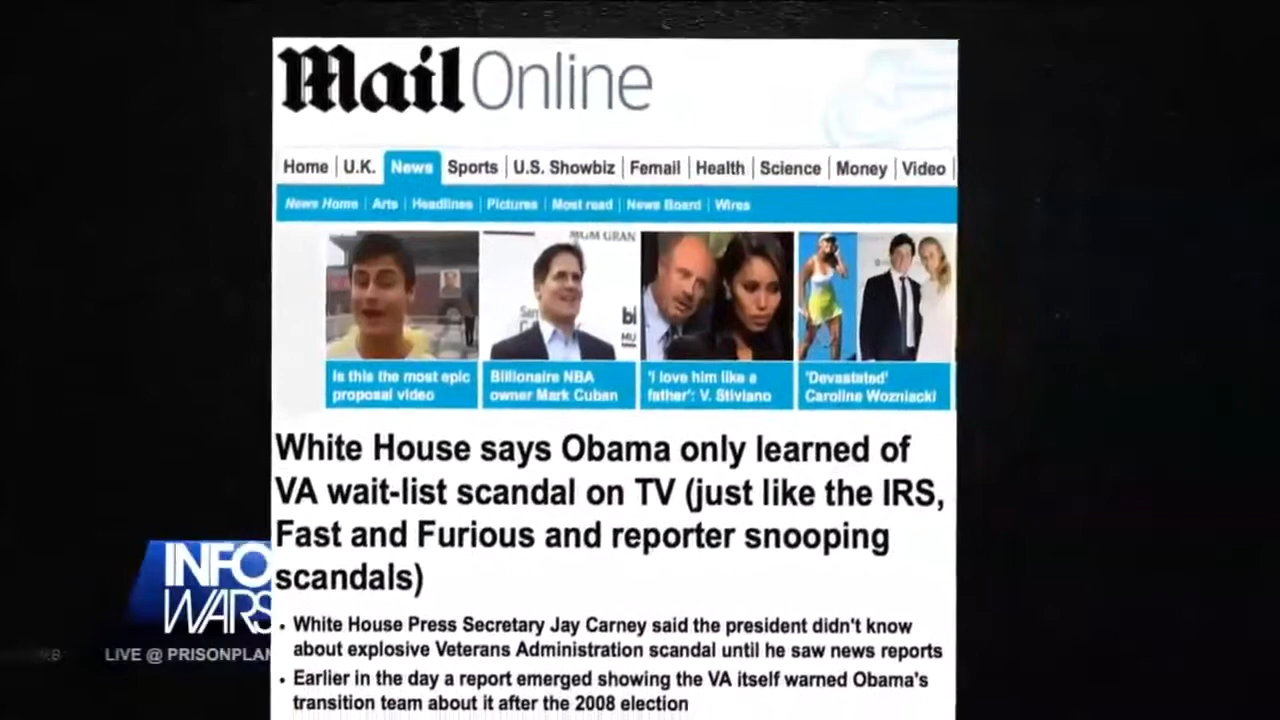 Mail Online
Home U.K. News Sports U.S. Showbiz Femail Health Science Money Video
News Home Arts Headlines Pictures Most read News Board Wires
MGM GRAN
Is this the most epic
proposal video
Billionaire NBA
owner Mark Cuban
'I love him like a
father': V. Stiviano
'Devastated'
Caroline Wozniacki
White House says Obama only learned of
VA wait-list scandal on TV (just like the IRS,
Fast and Furious and reporter snooping
scandals)
• White House Press Secretary Jay Carney said the president didn't know
about explosive Veterans Administration scandal until he saw news reports
• Earlier in the day a report emerged showing the VA itself warned Obama's
transition team about it after the 2008 election
INFO
WARS
LIVE @ PRISONPLAN